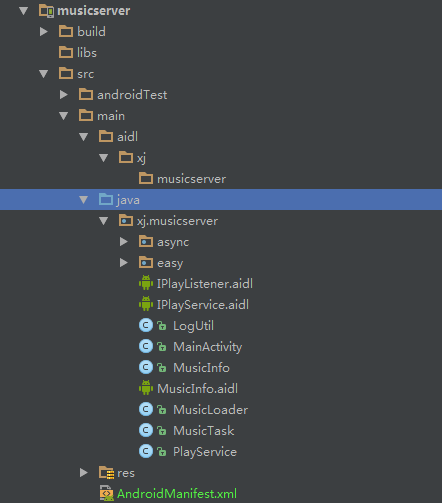 musicserver
build
libs
src
androidTest
main
aidl
xj
musicserver
java
xj.musicserver
async
easy
IPlayListener.aidl
IPlayService.aidl
LogUtil
MainActivity
MusicInfo
MusicInfo.aidl
MusicLoader
MusicTask
PlayService
res
AndroidManifest.xml